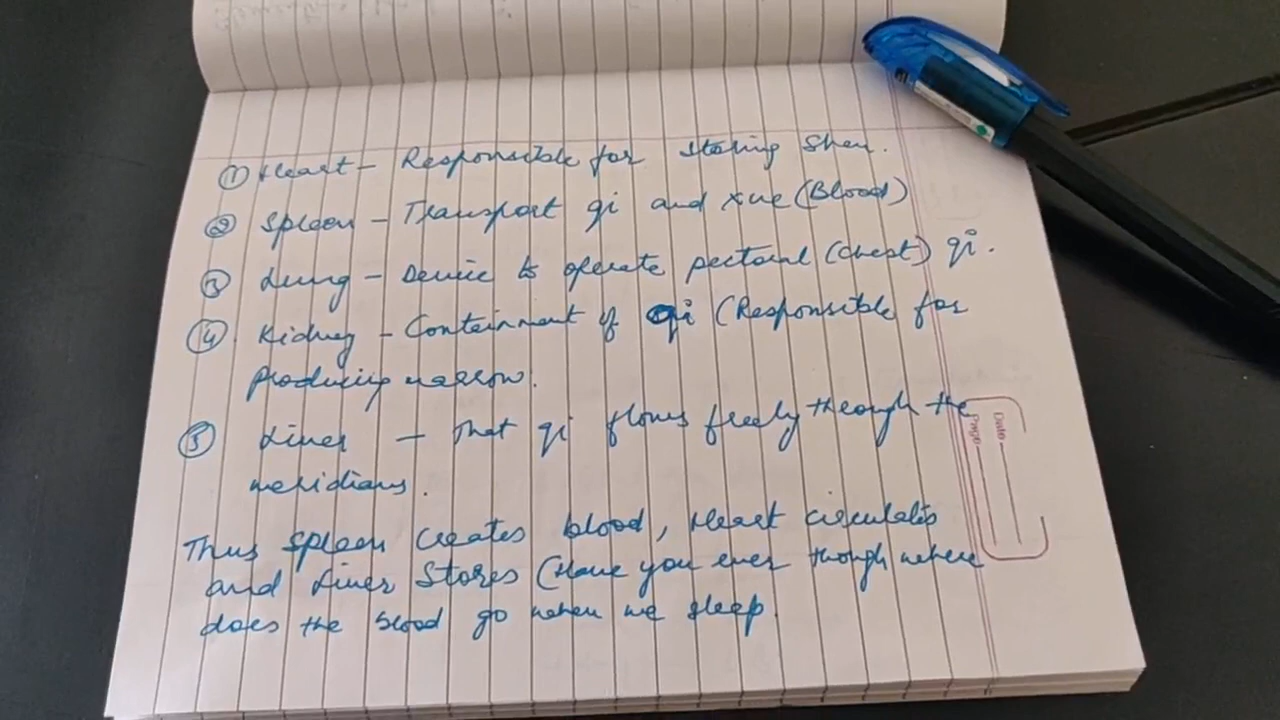 ① Heart - Responsible for storing Shen.
② Spleen - Transport qi and xue (Blood)
③ Lung - Device to operate pectoral (chest) qi.
④ Kidney - Containment of qi (Responsible for
producing marrow.
⑤ Liver - That qi flows freely through the
meridians.
Thus spleen creates blood, Heart circulates
and Liver Stores (Have you ever though where
does the blood go when we sleep.
Date
Page